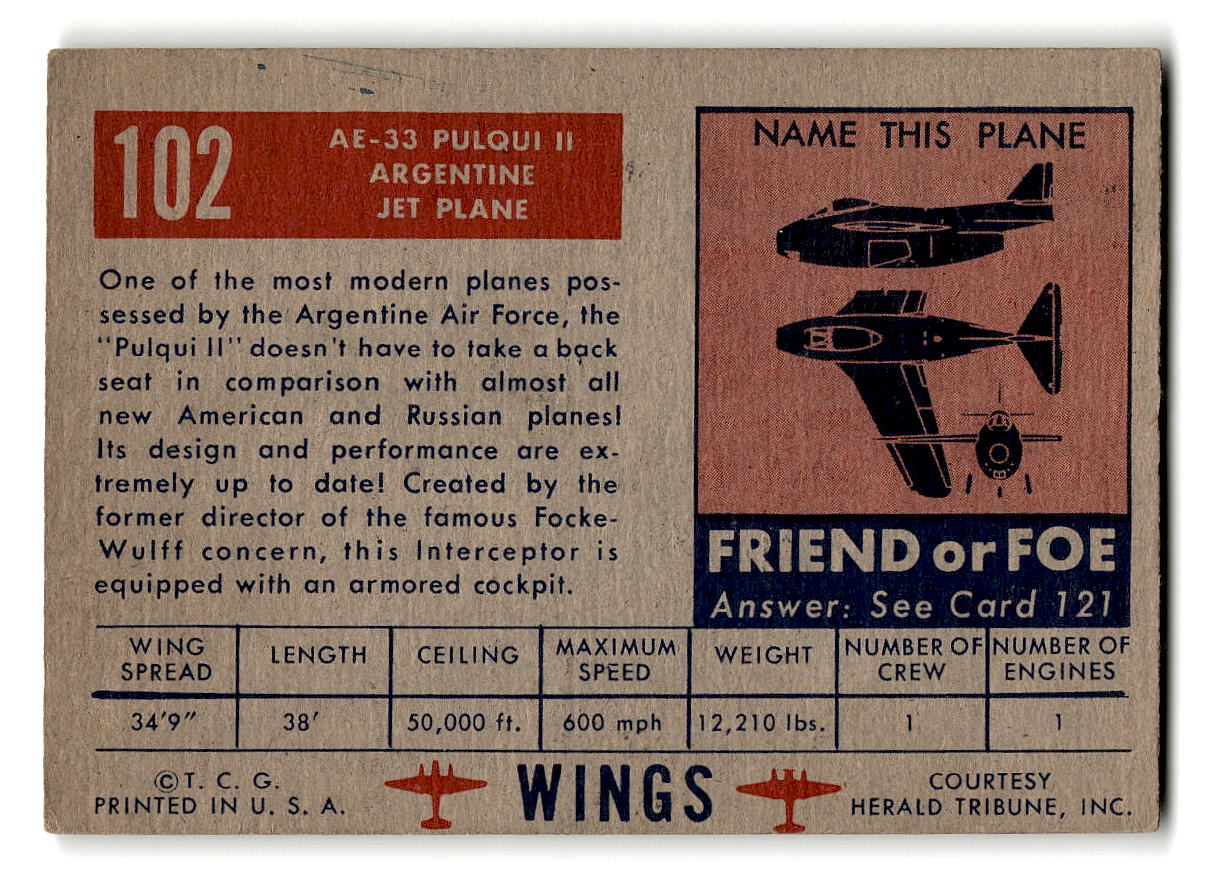 102
AE-33 PULQUI II
ARGENTINE
JET PLANE
One of the most modern planes pos-
sessed by the Argentine Air Force, the
"Pulqui II" doesn't have to take a back
seat in comparison with almost all
new American and Russian planes!
Its design and performance are ex-
tremely up to date! Created by the
former director of the famous Focke-
Wulff concern, this Interceptor is
equipped with an armored cockpit.
NAME THIS PLANE
FRIEND or FOE
Answer: See Card 121
WING SPREAD LENGTH CEILING MAXIMUM SPEED WEIGHT NUMBER OF CREW NUMBER OF ENGINES
34'9" 38' 50,000 ft. 600 mph 12,210 lbs. 1 1
©T. C. G.
PRINTED IN U. S. A.
WINGS
COURTESY
HERALD TRIBUNE, INC.